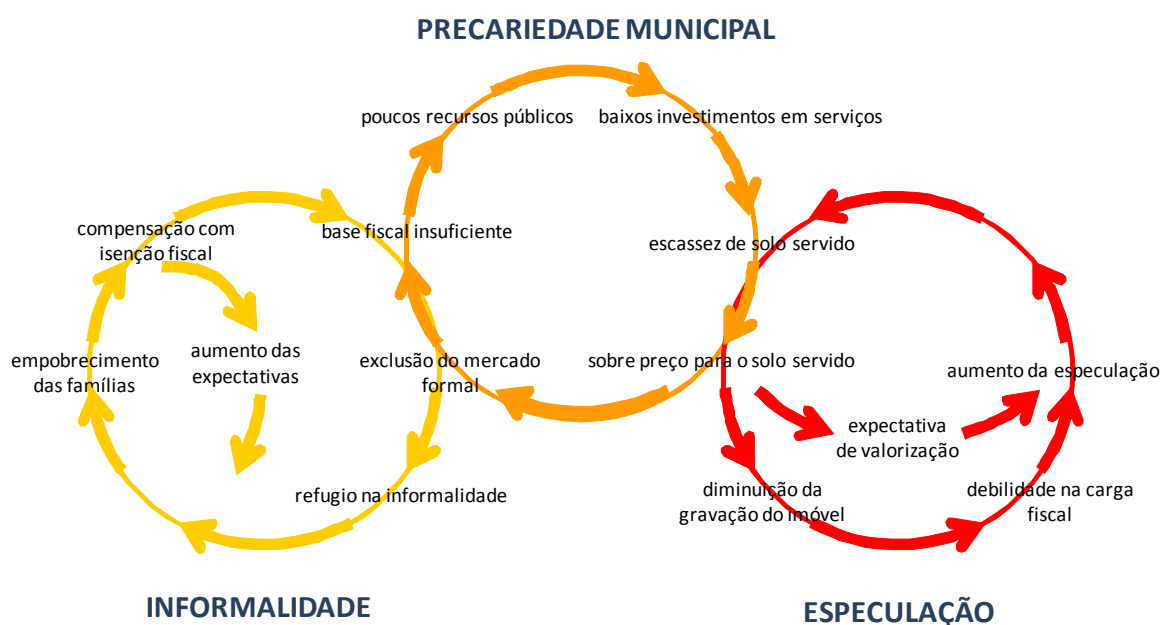 PRECARIEDADE MUNICIPAL
poucos recursos públicos
baixos investimentos em serviços
compensação com
isenção fiscal
base fiscal insuficiente
escassez de solo servido
empobrecimento
das famílias
aumento das
expectativas
exclusão do mercado
formal
sobre preço para o solo servido
aumento da especulação
expectativa
de valorização
refugio na informalidade
diminuição da
gravação do imóvel
debilidade na carga
fiscal
INFORMALIDADE
ESPECULAÇÃO